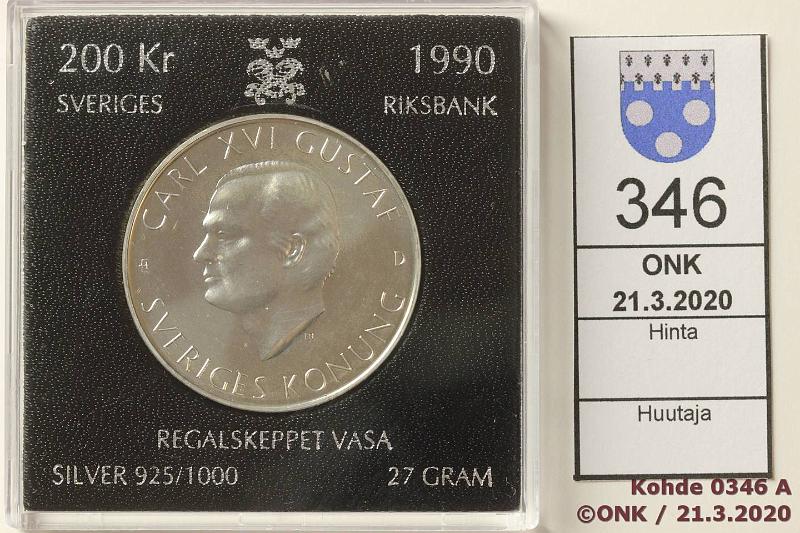 200 Kr 1990
SVERIGES RIKSBANK
CARL XVI GUSTAF
SVERIGES KONUNG
REGALSKEPPET VASA
SILVER 925/1000 27 GRAM
346
ONK
21.3.2020
Hinta
Huutaja
Kohde 0346 A
©ONK / 21.3.2020